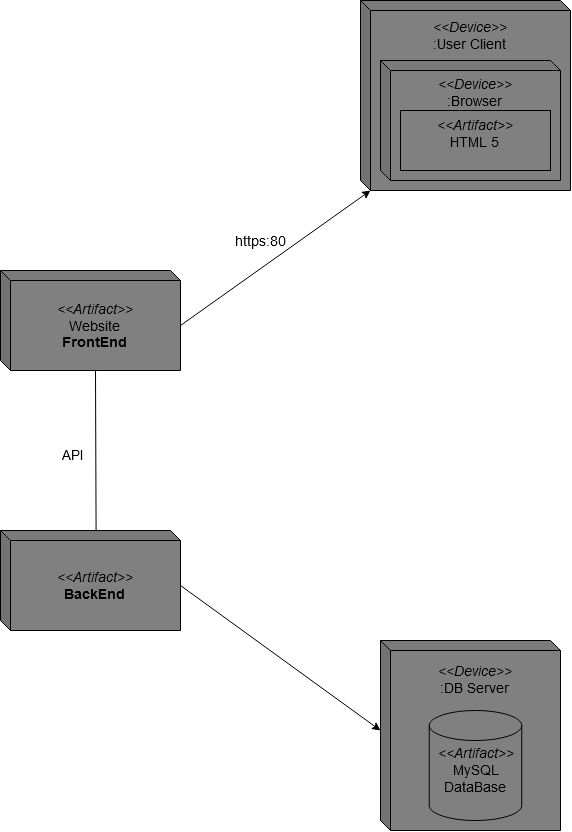 <<Device>>
:User Client
<<Device>>
:Browser
<<Artifact>>
HTML 5
https:80
<<Artifact>>
Website
FrontEnd
API
<<Artifact>>
BackEnd
<<Device>>
:DB Server
<<Artifact>>
MySQL
DataBase